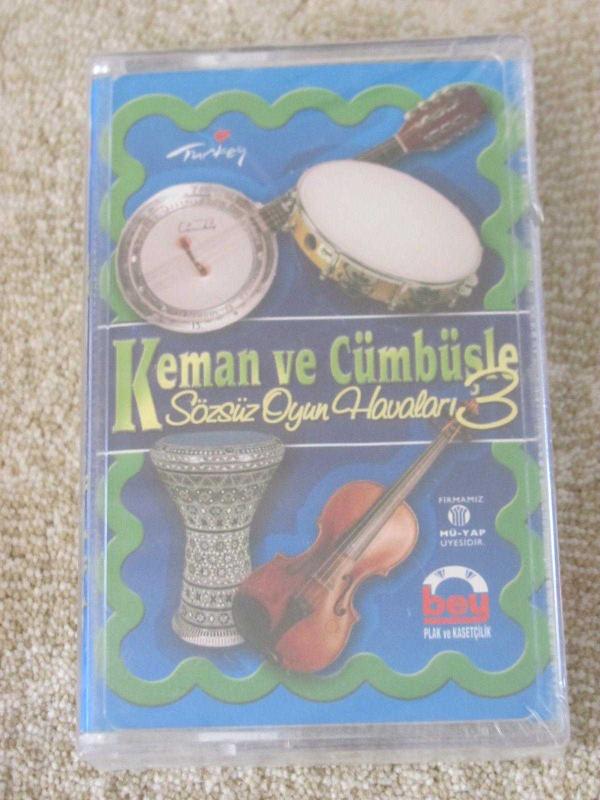 Turkey
Keman ve Cümbüşle
Sözsüz Oyun Havaları 3
FİRMAMIZ
MÜ-YAP
ÜYESİDİR.
bey
PLAK ve KASETÇİLİK